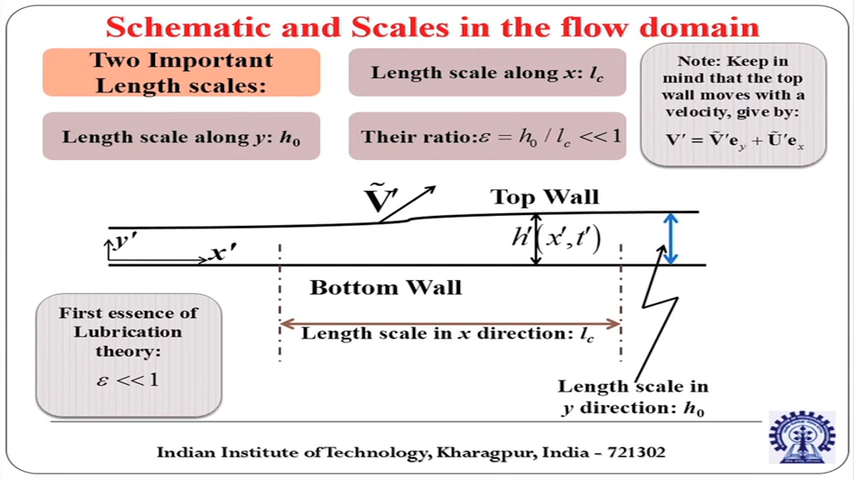 Schematic and Scales in the flow domain
Two Important
Length scales:
Length scale along x: l_c
Note: Keep in
mind that the top
wall moves with a
velocity, give by:
V′ = Ṽ′e_y + Ũ′e_x
Length scale along y: h_0
Their ratio: ε = h_0 / l_c << 1
Ṽ′
Top Wall
y′
x′
h′(x′,t′)
Bottom Wall
First essence of
Lubrication
theory:
ε << 1
Length scale in x direction: l_c
Length scale in
y direction: h_0
Indian Institute of Technology, Kharagpur, India - 721302